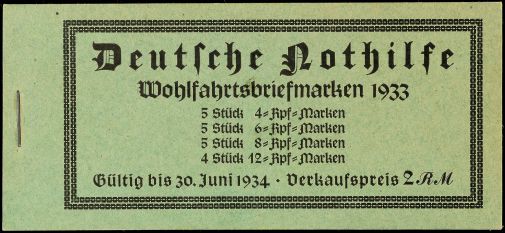 Deutsche Nothilfe
Wohlfahrtsbriefmarken 1933
5 Stück 4=Rpf=Marken
5 Stück 6=Rpf=Marken
5 Stück 8=Rpf=Marken
4 Stück 12=Rpf=Marken
Gültig bis 30. Juni 1934 · Verkaufspreis 2 RM